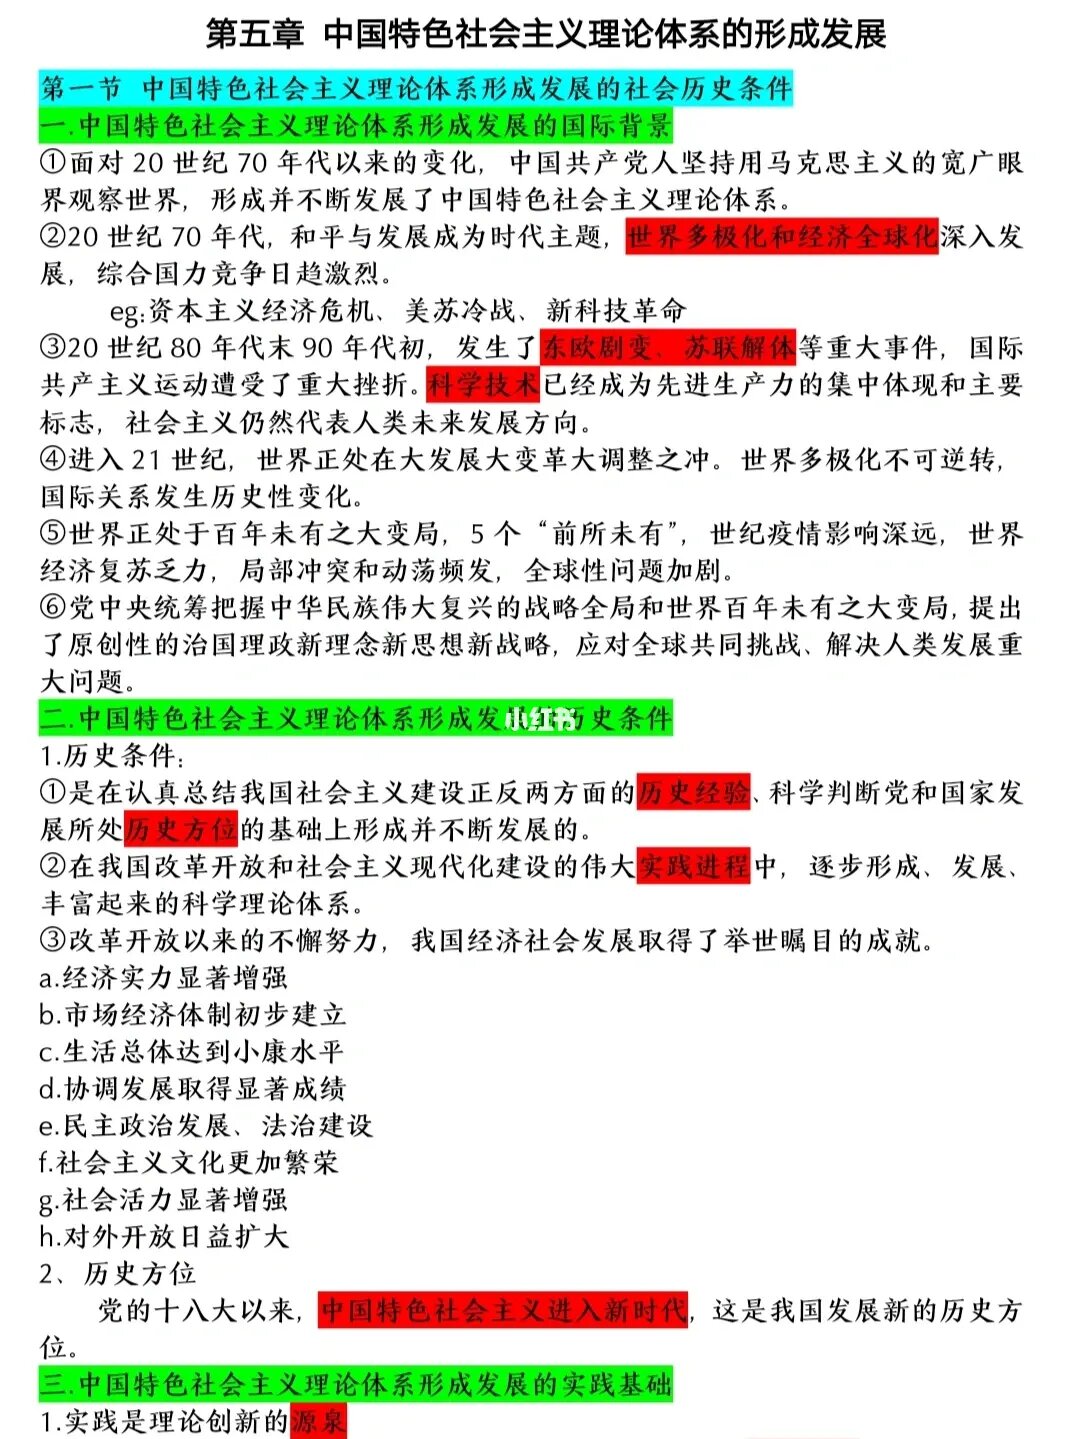 第五章 中国特色社会主义理论体系的形成发展
第一节 中国特色社会主义理论体系形成发展的社会历史条件
一.中国特色社会主义理论体系形成发展的国际背景
①面对20世纪70年代以来的变化，中国共产党人坚持用马克思主义的宽广眼
界观察世界，形成并不断发展了中国特色社会主义理论体系。
②20世纪70年代，和平与发展成为时代主题，世界多极化和经济全球化深入发
展，综合国力竞争日趋激烈。
eg:资本主义经济危机、美苏冷战、新科技革命
③20世纪80年代末90年代初，发生了东欧剧变、苏联解体等重大事件，国际
共产主义运动遭受了重大挫折。科学技术已经成为先进生产力的集中体现和主要
标志，社会主义仍然代表人类未来发展方向。
④进入21世纪，世界正处在大发展大变革大调整之冲。世界多极化不可逆转，
国际关系发生历史性变化。
⑤世界正处于百年未有之大变局，5个“前所未有”，世纪疫情影响深远，世界
经济复苏乏力，局部冲突和动荡频发，全球性问题加剧。
⑥党中央统筹把握中华民族伟大复兴的战略全局和世界百年未有之大变局，提出
了原创性的治国理政新理念新思想新战略，应对全球共同挑战、解决人类发展重
大问题。
二.中国特色社会主义理论体系形成发展的历史条件
小红书
1.历史条件：
①是在认真总结我国社会主义建设正反两方面的历史经验、科学判断党和国家发
展所处历史方位的基础上形成并不断发展的。
②在我国改革开放和社会主义现代化建设的伟大实践进程中，逐步形成、发展、
丰富起来的科学理论体系。
③改革开放以来的不懈努力，我国经济社会发展取得了举世瞩目的成就。
a.经济实力显著增强
b.市场经济体制初步建立
c.生活总体达到小康水平
d.协调发展取得显著成绩
e.民主政治发展、法治建设
f.社会主义文化更加繁荣
g.社会活力显著增强
h.对外开放日益扩大
2、历史方位
党的十八大以来，中国特色社会主义进入新时代，这是我国发展新的历史方
位。
三.中国特色社会主义理论体系形成发展的实践基础
1.实践是理论创新的源泉